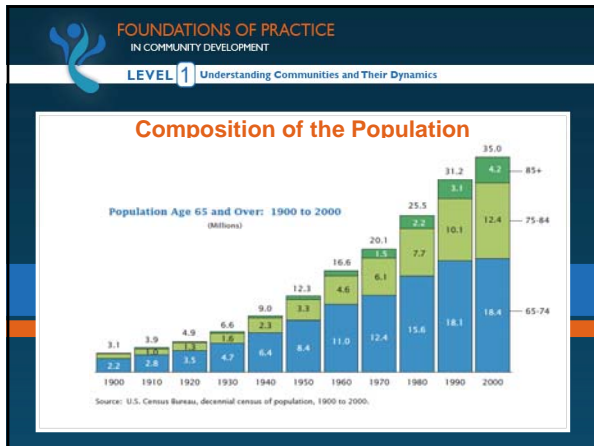 FOUNDATIONS OF PRACTICE
IN COMMUNITY DEVELOPMENT
LEVEL 1 Understanding Communities and Their Dynamics
Composition of the Population
Population Age 65 and Over: 1900 to 2000
(Millions)
3.1 3.9 4.9 6.6 9.0 12.3 16.6 20.1 25.5 31.2 35.0
1.5 2.2 3.1 4.2 85+
1.0 1.3 1.6 2.3 3.3 4.6 6.1 7.7 10.1 12.4 75-84
2.2 2.8 3.5 4.7 6.4 8.4 11.0 12.4 15.6 18.1 18.4 65-74
1900 1910 1920 1930 1940 1950 1960 1970 1980 1990 2000
Source: U.S. Census Bureau, decennial census of population, 1900 to 2000.